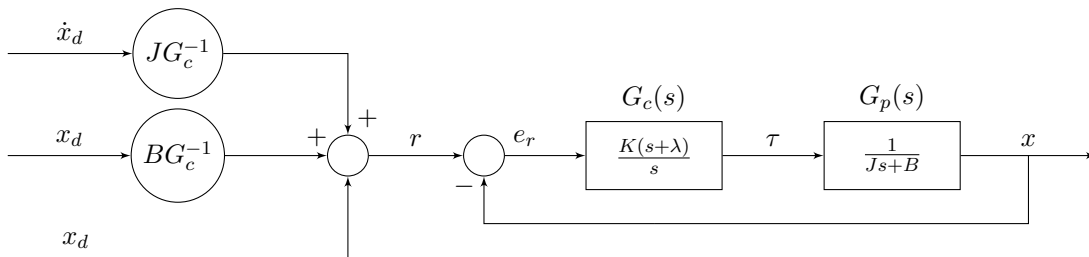 ẋ_d
JG_c^{-1}
G_c(s)
G_p(s)
+
x_d
BG_c^{-1}
+
r
e_r
K(s+λ)/s
τ
1/(Js+B)
x
−
x_d